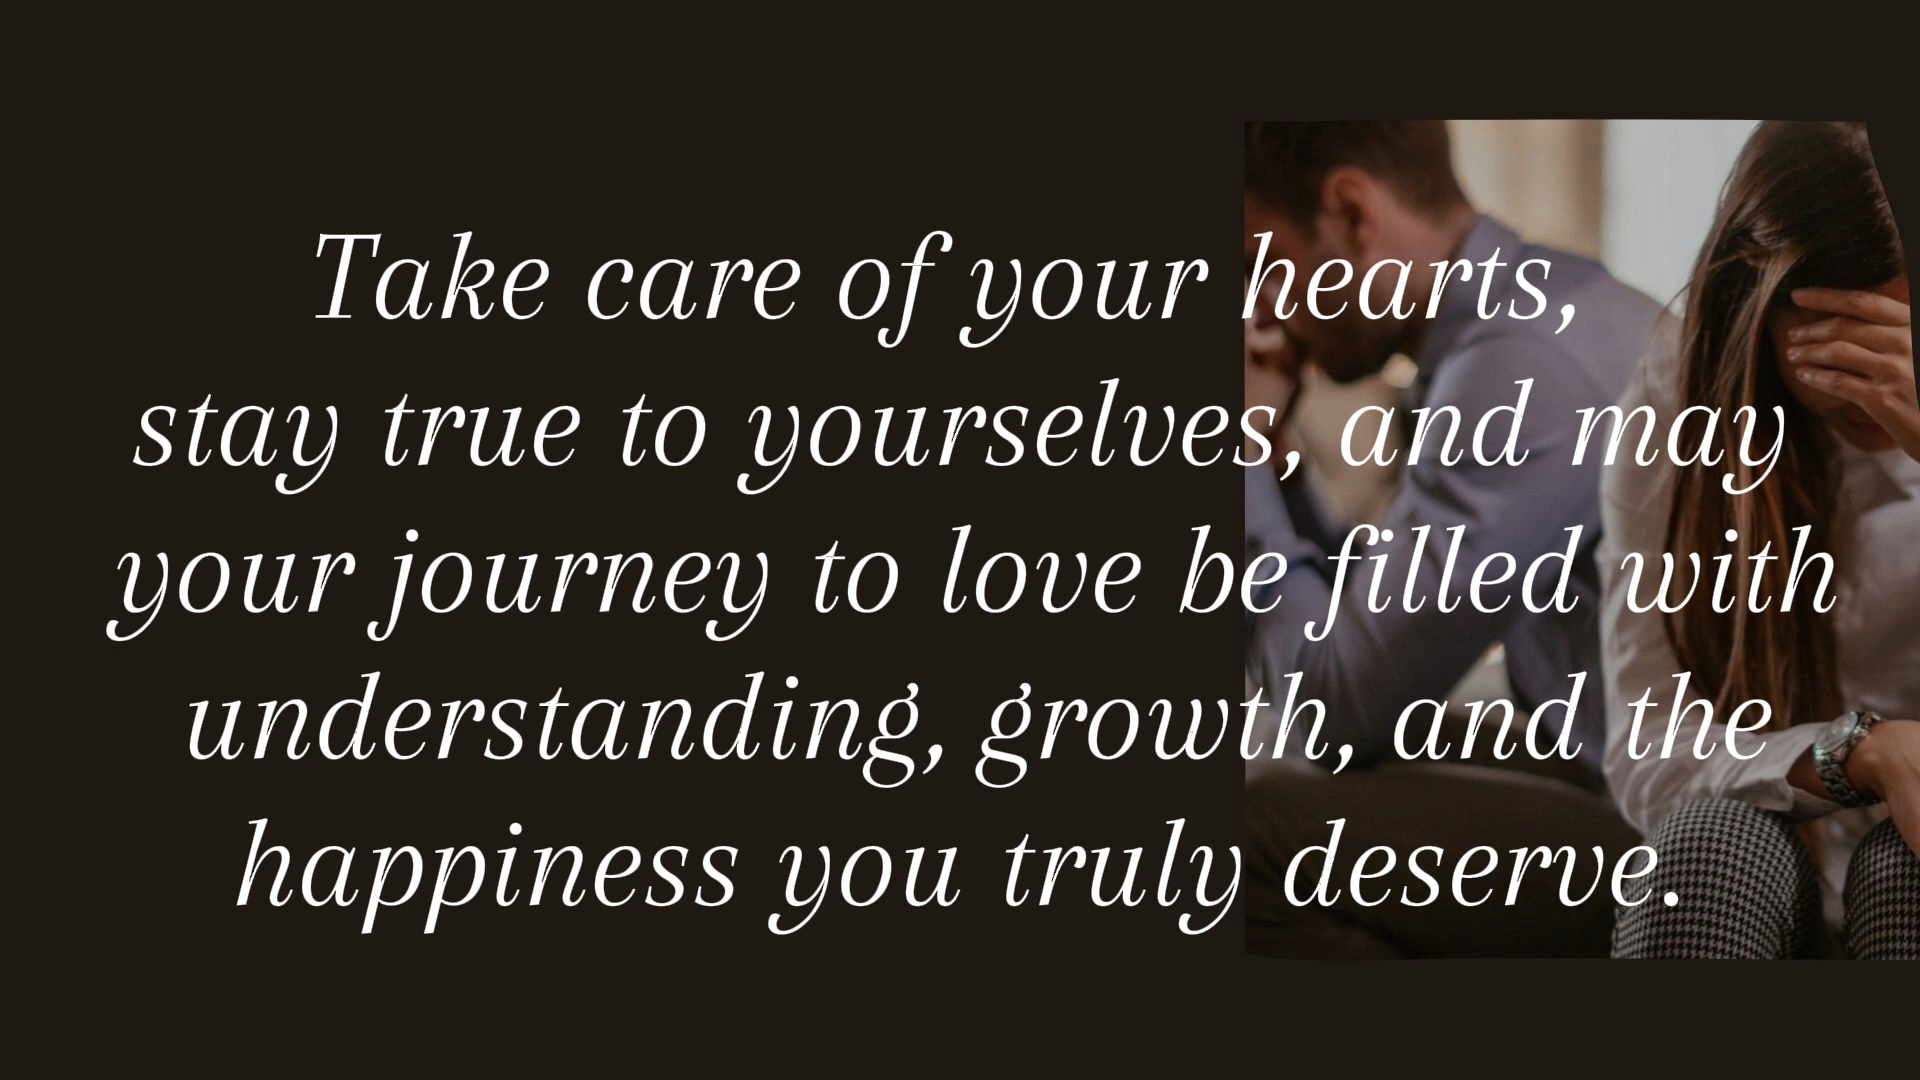 Take care of your hearts,
stay true to yourselves, and may
your journey to love be filled with
understanding, growth, and the
happiness you truly deserve.